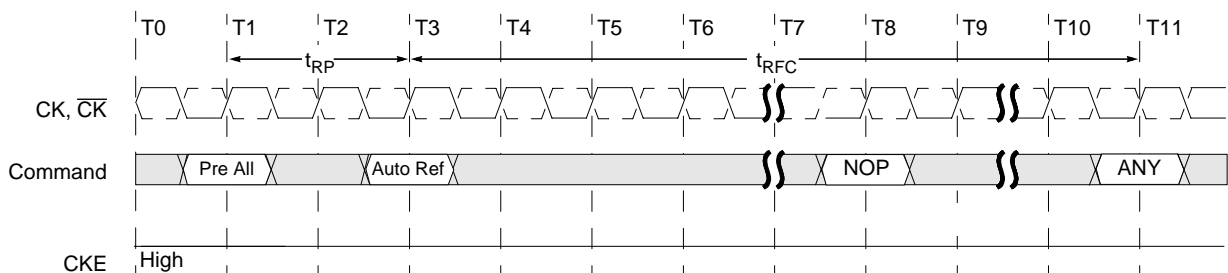 T0 T1 T2 T3 T4 T5 T6 T7 T8 T9 T10 T11
tRP tRFC
CK, C̅K̅
Command Pre All Auto Ref NOP ANY
CKE High